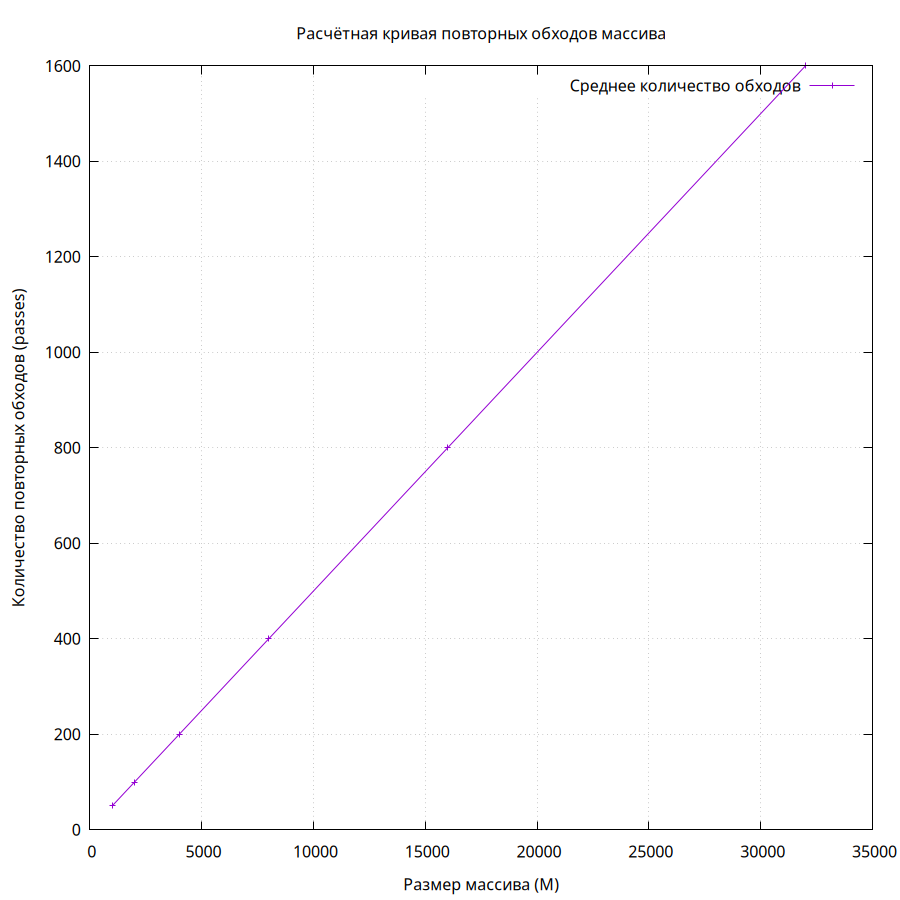 Расчётная кривая повторных обходов массива
1600
Среднее количество обходов
1400
1200
1000
800
600
400
200
0
Количество повторных обходов (passes)
0 5000 10000 15000 20000 25000 30000 35000
Размер массива (M)